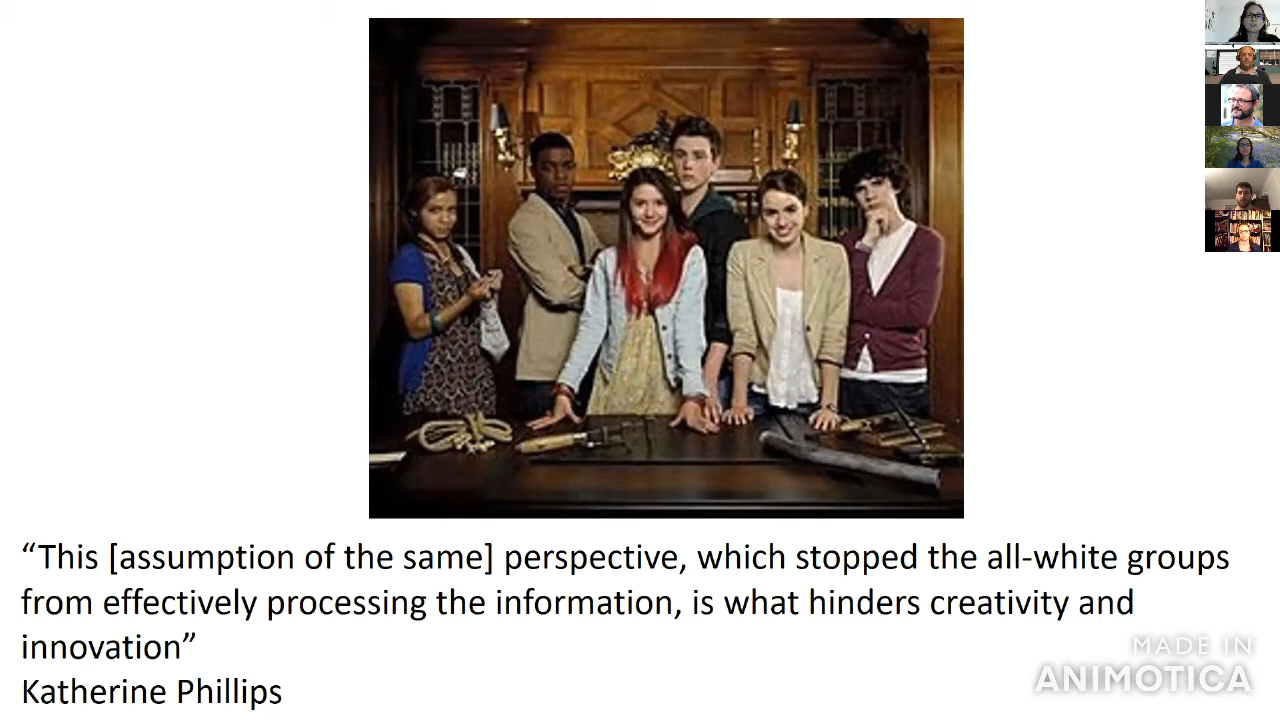 “This [assumption of the same] perspective, which stopped the all-white groups
from effectively processing the information, is what hinders creativity and
innovation”
Katherine Phillips
MADE IN
ANIMOTICA